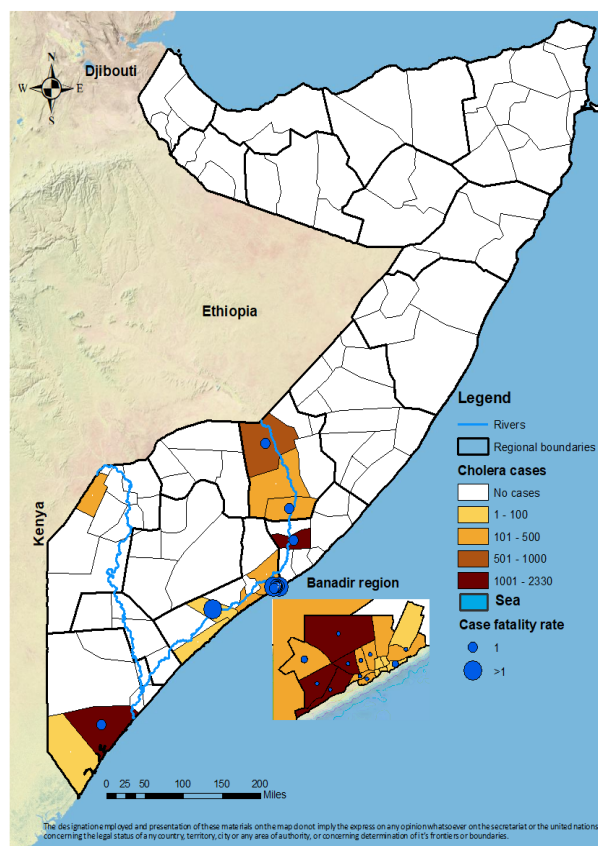 N
Djibouti
W
E
S
Ethiopia
Legend
Rivers
Regional boundaries
Cholera cases
No cases
1 - 100
101 - 500
501 - 1000
1001 - 2330
Sea
Case fatality rate
1
>1
Kenya
Banadir region
0 25 50 100 150 200
Miles
The designation employed and presentation of these materials on the map do not imply the express on any opinion whatsoever on the secretariat or the united nations
concerning the legal status of any country, territory, city or any area of authority, or concerning determination of it's frontiers or boundaries.